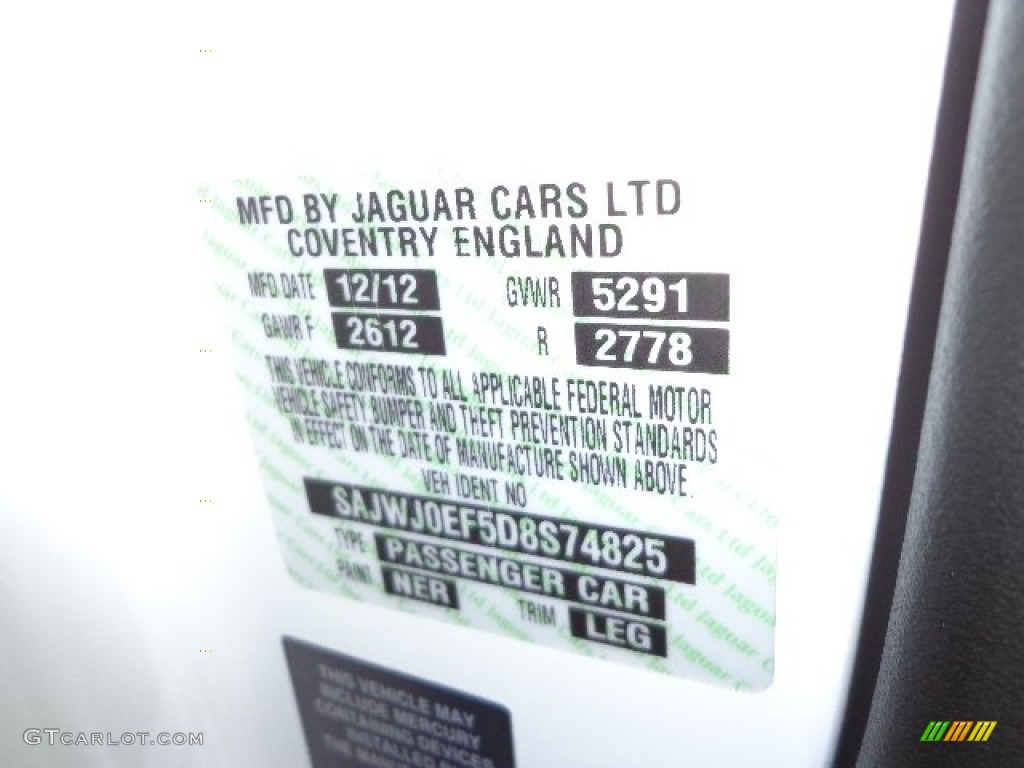 MFD BY JAGUAR CARS LTD
COVENTRY ENGLAND
MFD DATE 12/12 GVWR 5291
GAWR F 2612 R 2778
THIS VEHICLE CONFORMS TO ALL APPLICABLE FEDERAL MOTOR
VEHICLE SAFETY BUMPER AND THEFT PREVENTION STANDARDS
IN EFFECT ON THE DATE OF MANUFACTURE SHOWN ABOVE.
VEH IDENT NO
SAJWJ0EF5D8S74825
TYPE PASSENGER CAR
PAINT NER TRIM LEG
THIS VEHICLE MAY
INCLUDE MERCURY
CONTAINING DEVICES
INSTALLED
GTCARLOT.COM